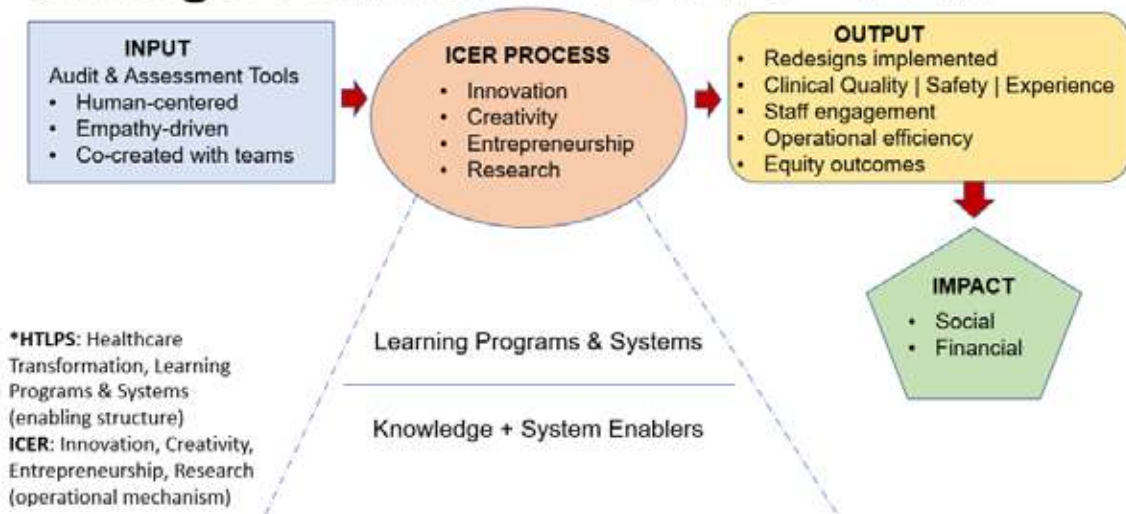 INPUT
Audit & Assessment Tools
• Human-centered
• Empathy-driven
• Co-created with teams
ICER PROCESS
• Innovation
• Creativity
• Entrepreneurship
• Research
OUTPUT
• Redesigns implemented
• Clinical Quality | Safety | Experience
• Staff engagement
• Operational efficiency
• Equity outcomes
IMPACT
• Social
• Financial
Learning Programs & Systems
Knowledge + System Enablers
*HTLPS: Healthcare
Transformation, Learning
Programs & Systems
(enabling structure)
ICER: Innovation, Creativity,
Entrepreneurship, Research
(operational mechanism)